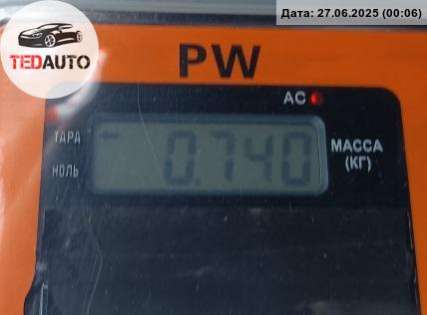 Дата: 27.06.2025 (00:06)
TEDAUTO
PW
AC
ТАРА
НОЛЬ
0.740
МАССА
(КГ)